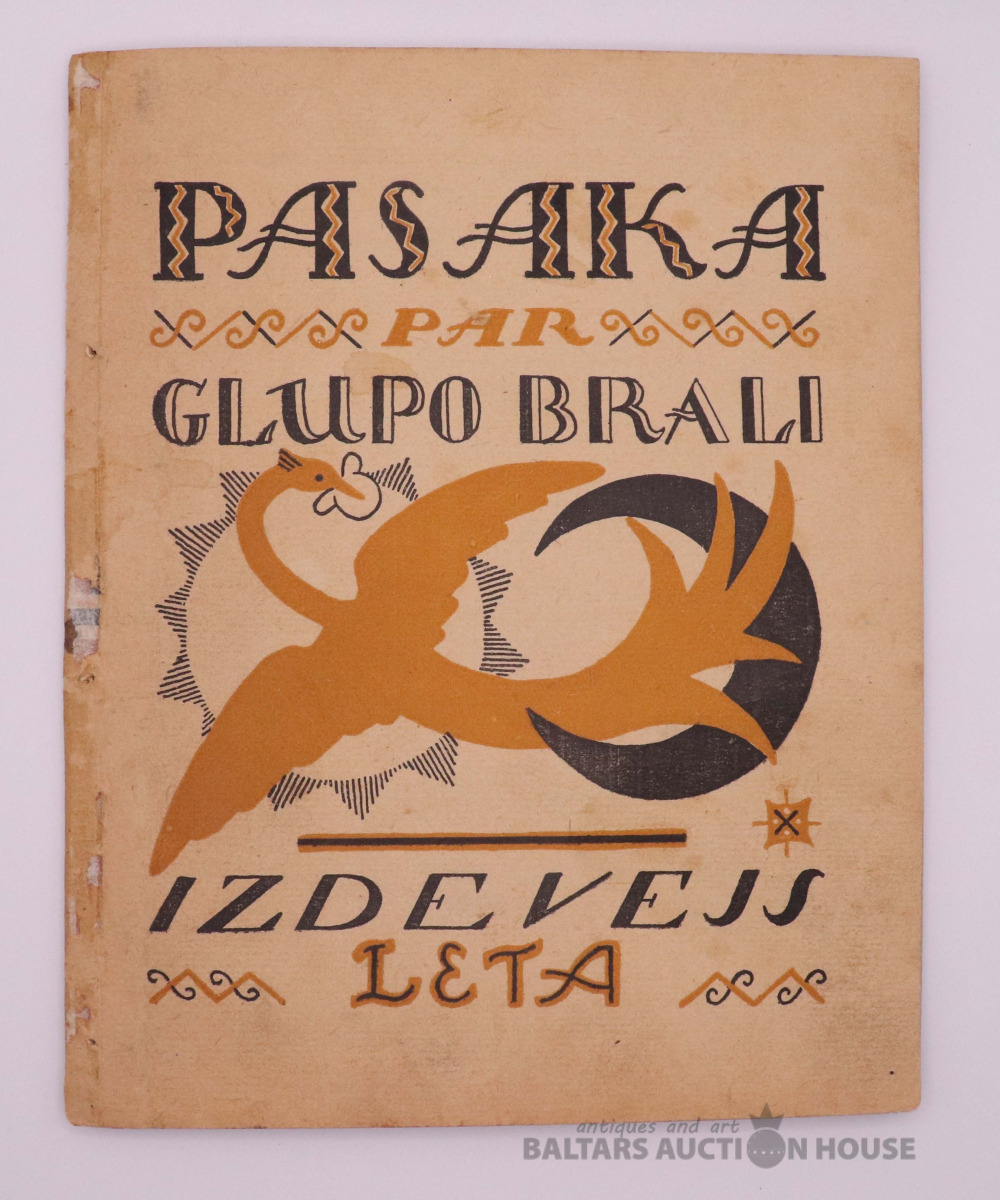 PASAKA
PAR
GLUPO BRALI
IZDEVEJS
LETA
antiques and art
BALTARS AUCTION HOUSE